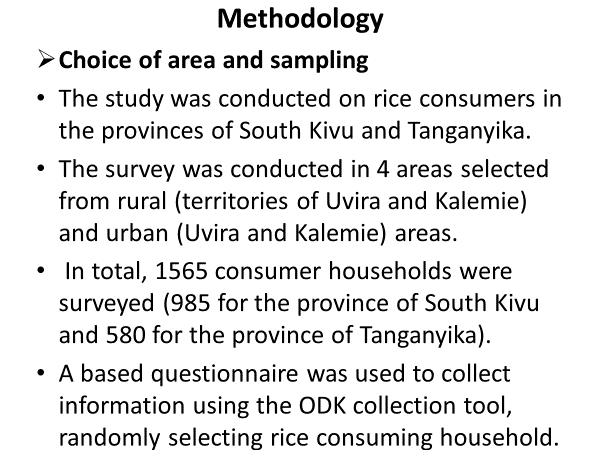 Methodology
➢Choice of area and sampling
• The study was conducted on rice consumers in
the provinces of South Kivu and Tanganyika.
• The survey was conducted in 4 areas selected
from rural (territories of Uvira and Kalemie)
and urban (Uvira and Kalemie) areas.
• In total, 1565 consumer households were
surveyed (985 for the province of South Kivu
and 580 for the province of Tanganyika).
• A based questionnaire was used to collect
information using the ODK collection tool,
randomly selecting rice consuming household.